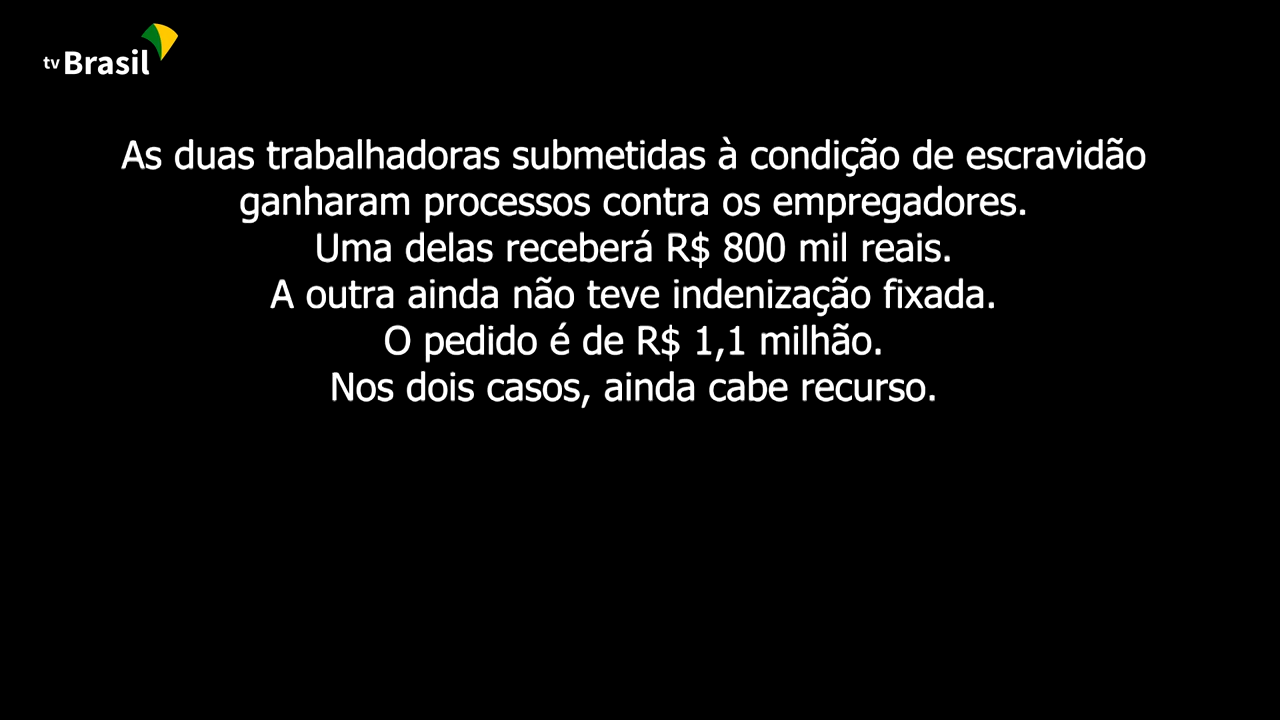 tv Brasil
As duas trabalhadoras submetidas à condição de escravidão
ganharam processos contra os empregadores.
Uma delas receberá R$ 800 mil reais.
A outra ainda não teve indenização fixada.
O pedido é de R$ 1,1 milhão.
Nos dois casos, ainda cabe recurso.